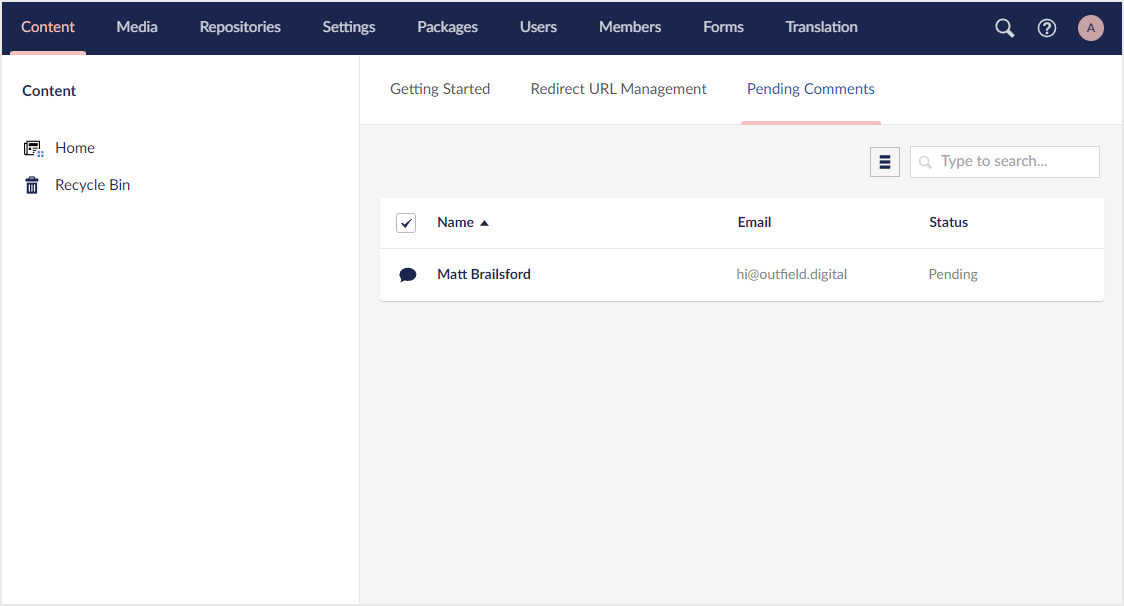 Content Media Repositories Settings Packages Users Members Forms Translation A
Content
Home
Recycle Bin
Getting Started Redirect URL Management Pending Comments
Type to search...
Name Email Status
Matt Brailsford hi@outfield.digital Pending